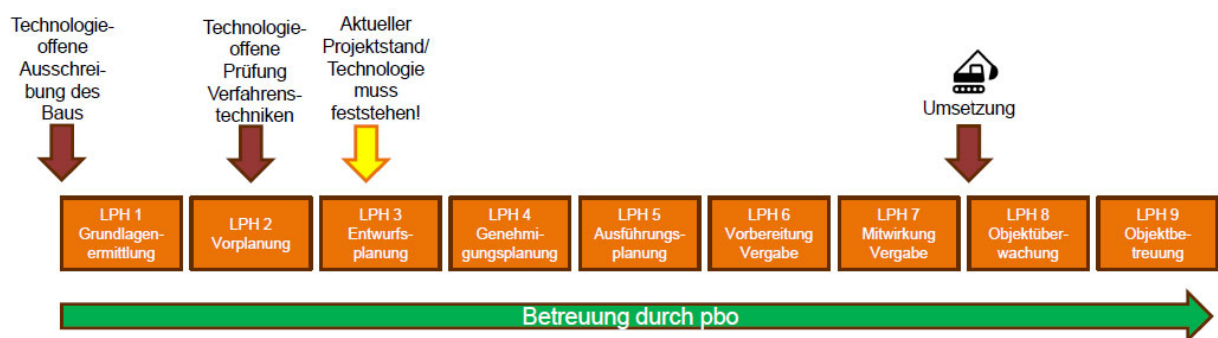 Technologie-
offene
Ausschrei-
bung des
Baus
Technologie-
offene
Prüfung
Verfahrens-
techniken
Aktueller
Projektstand/
Technologie
muss
feststehen!
Umsetzung
LPH 1
Grundlagen-
ermittlung
LPH 2
Vorplanung
LPH 3
Entwurfs-
planung
LPH 4
Genehmi-
gungsplanung
LPH 5
Ausführungs-
planung
LPH 6
Vorbereitung
Vergabe
LPH 7
Mitwirkung
Vergabe
LPH 8
Objektüber-
wachung
LPH 9
Objektbe-
treuung
Betreuung durch pbo